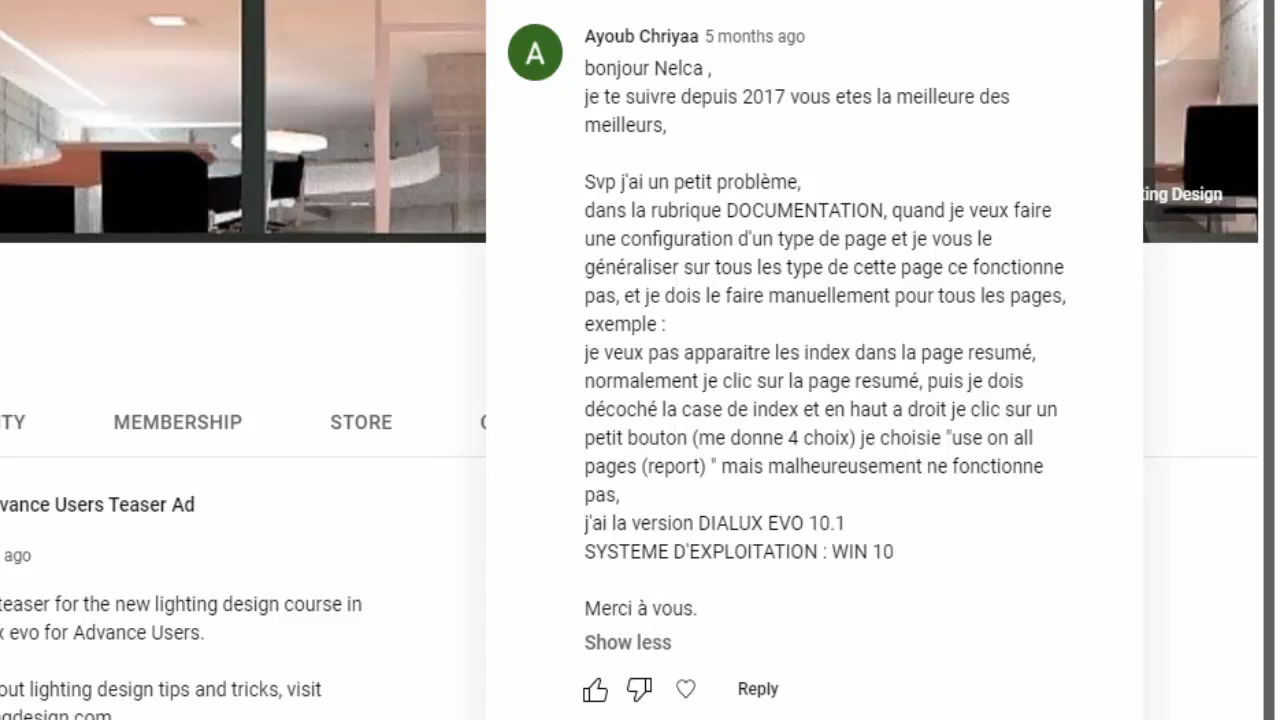 Ayoub Chriyaa 5 months ago
A
bonjour Nelca ,
je te suivre depuis 2017 vous etes la meilleure des
meilleurs,
Svp j'ai un petit problème,
dans la rubrique DOCUMENTATION, quand je veux faire
une configuration d'un type de page et je vous le
généraliser sur tous les type de cette page ce fonctionne
pas, et je dois le faire manuellement pour tous les pages,
exemple :
je veux pas apparaitre les index dans la page resumé,
normalement je clic sur la page resumé, puis je dois
décoché la case de index et en haut a droit je clic sur un
petit bouton (me donne 4 choix) je choisie "use on all
pages (report) " mais malheureusement ne fonctionne
pas,
j'ai la version DIALUX EVO 10.1
SYSTEME D'EXPLOITATION : WIN 10
Merci à vous.
Show less
Reply
king Design
MEMBERSHIP STORE
vance Users Teaser Ad
ago
teaser for the new lighting design course in
x evo for Advance Users.
out lighting design tips and tricks, visit
gdesign.com